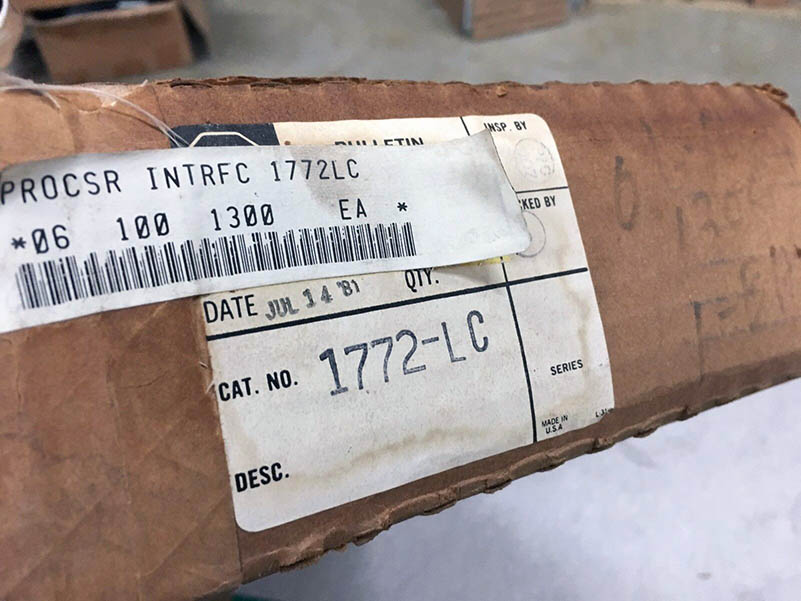 PROCSR INTRFC 1772LC
*06 100 1300 EA *
BULLETIN
INSP. BY
CKED BY
DATE JUL 14 '81 QTY.
CAT. NO. 1772-LC
SERIES
MADE IN
U.S.A
DESC.